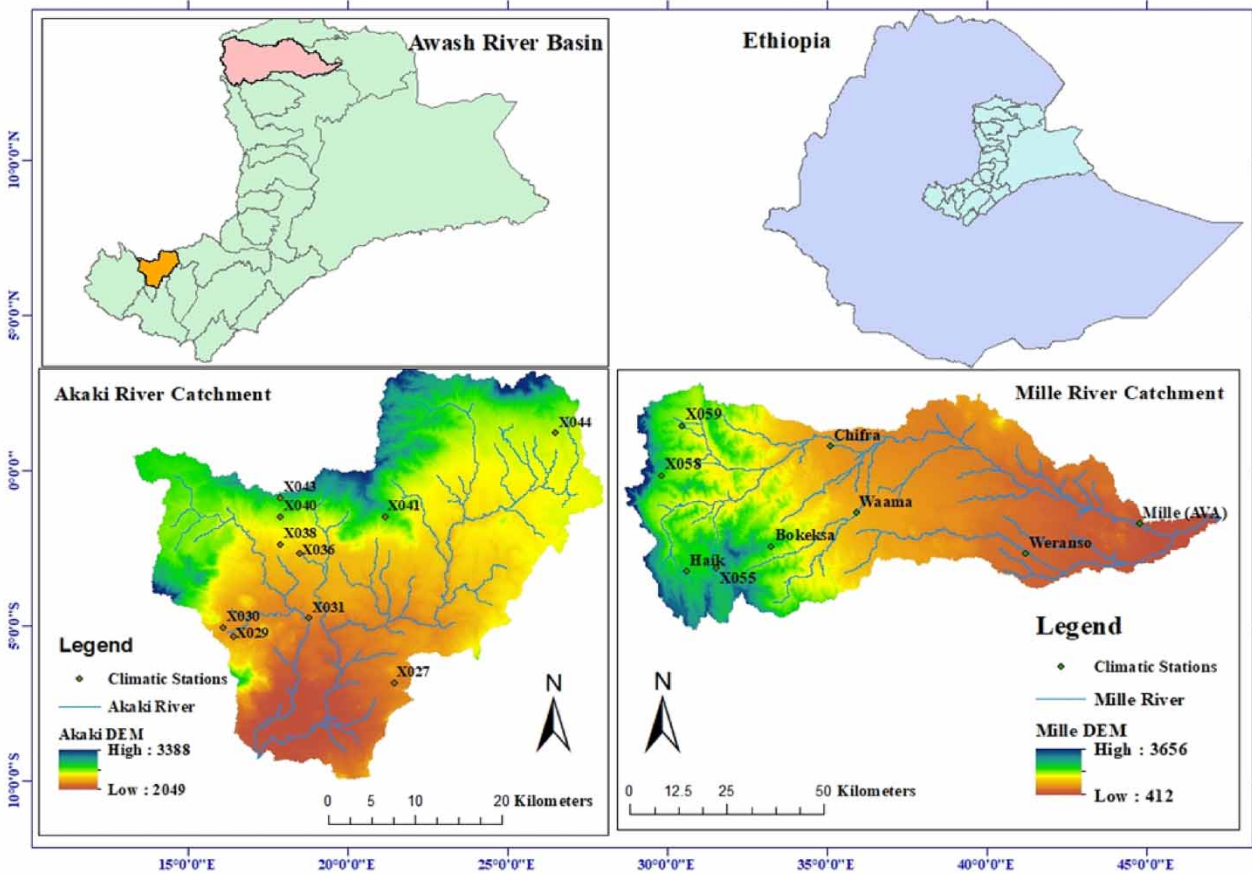 Awash River Basin
Ethiopia
10°0'0"N
5°0'0"N
0°0'0"
5°0'0"S
10°0'0"S
Akaki River Catchment
X044
X043
X040
X041
X038
X036
X030
X029
X031
X027
Legend
Climatic Stations
Akaki River
Akaki DEM
High : 3388
Low : 2049
N
0 5 10 20 Kilometers
Mille River Catchment
X059
Chifra
X058
Waama
Mille (AVA)
Bokeksa
Weranso
Haik
X055
Legend
Climatic Stations
Mille River
Mille DEM
High : 3656
Low : 412
N
0 12.5 25 50 Kilometers
15°0'0"E 20°0'0"E 25°0'0"E 30°0'0"E 35°0'0"E 40°0'0"E 45°0'0"E